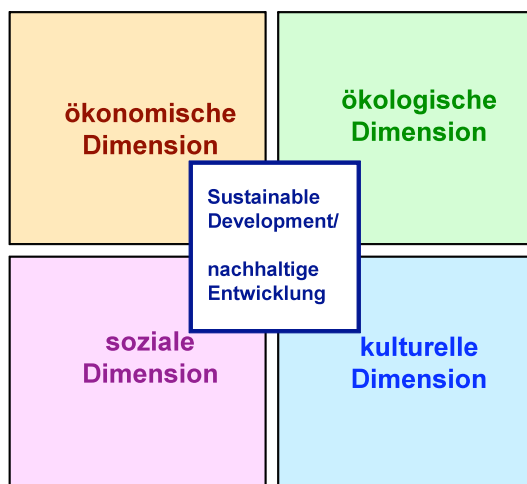 ökonomische
Dimension
ökologische
Dimension
Sustainable
Development/
nachhaltige
Entwicklung
soziale
Dimension
kulturelle
Dimension